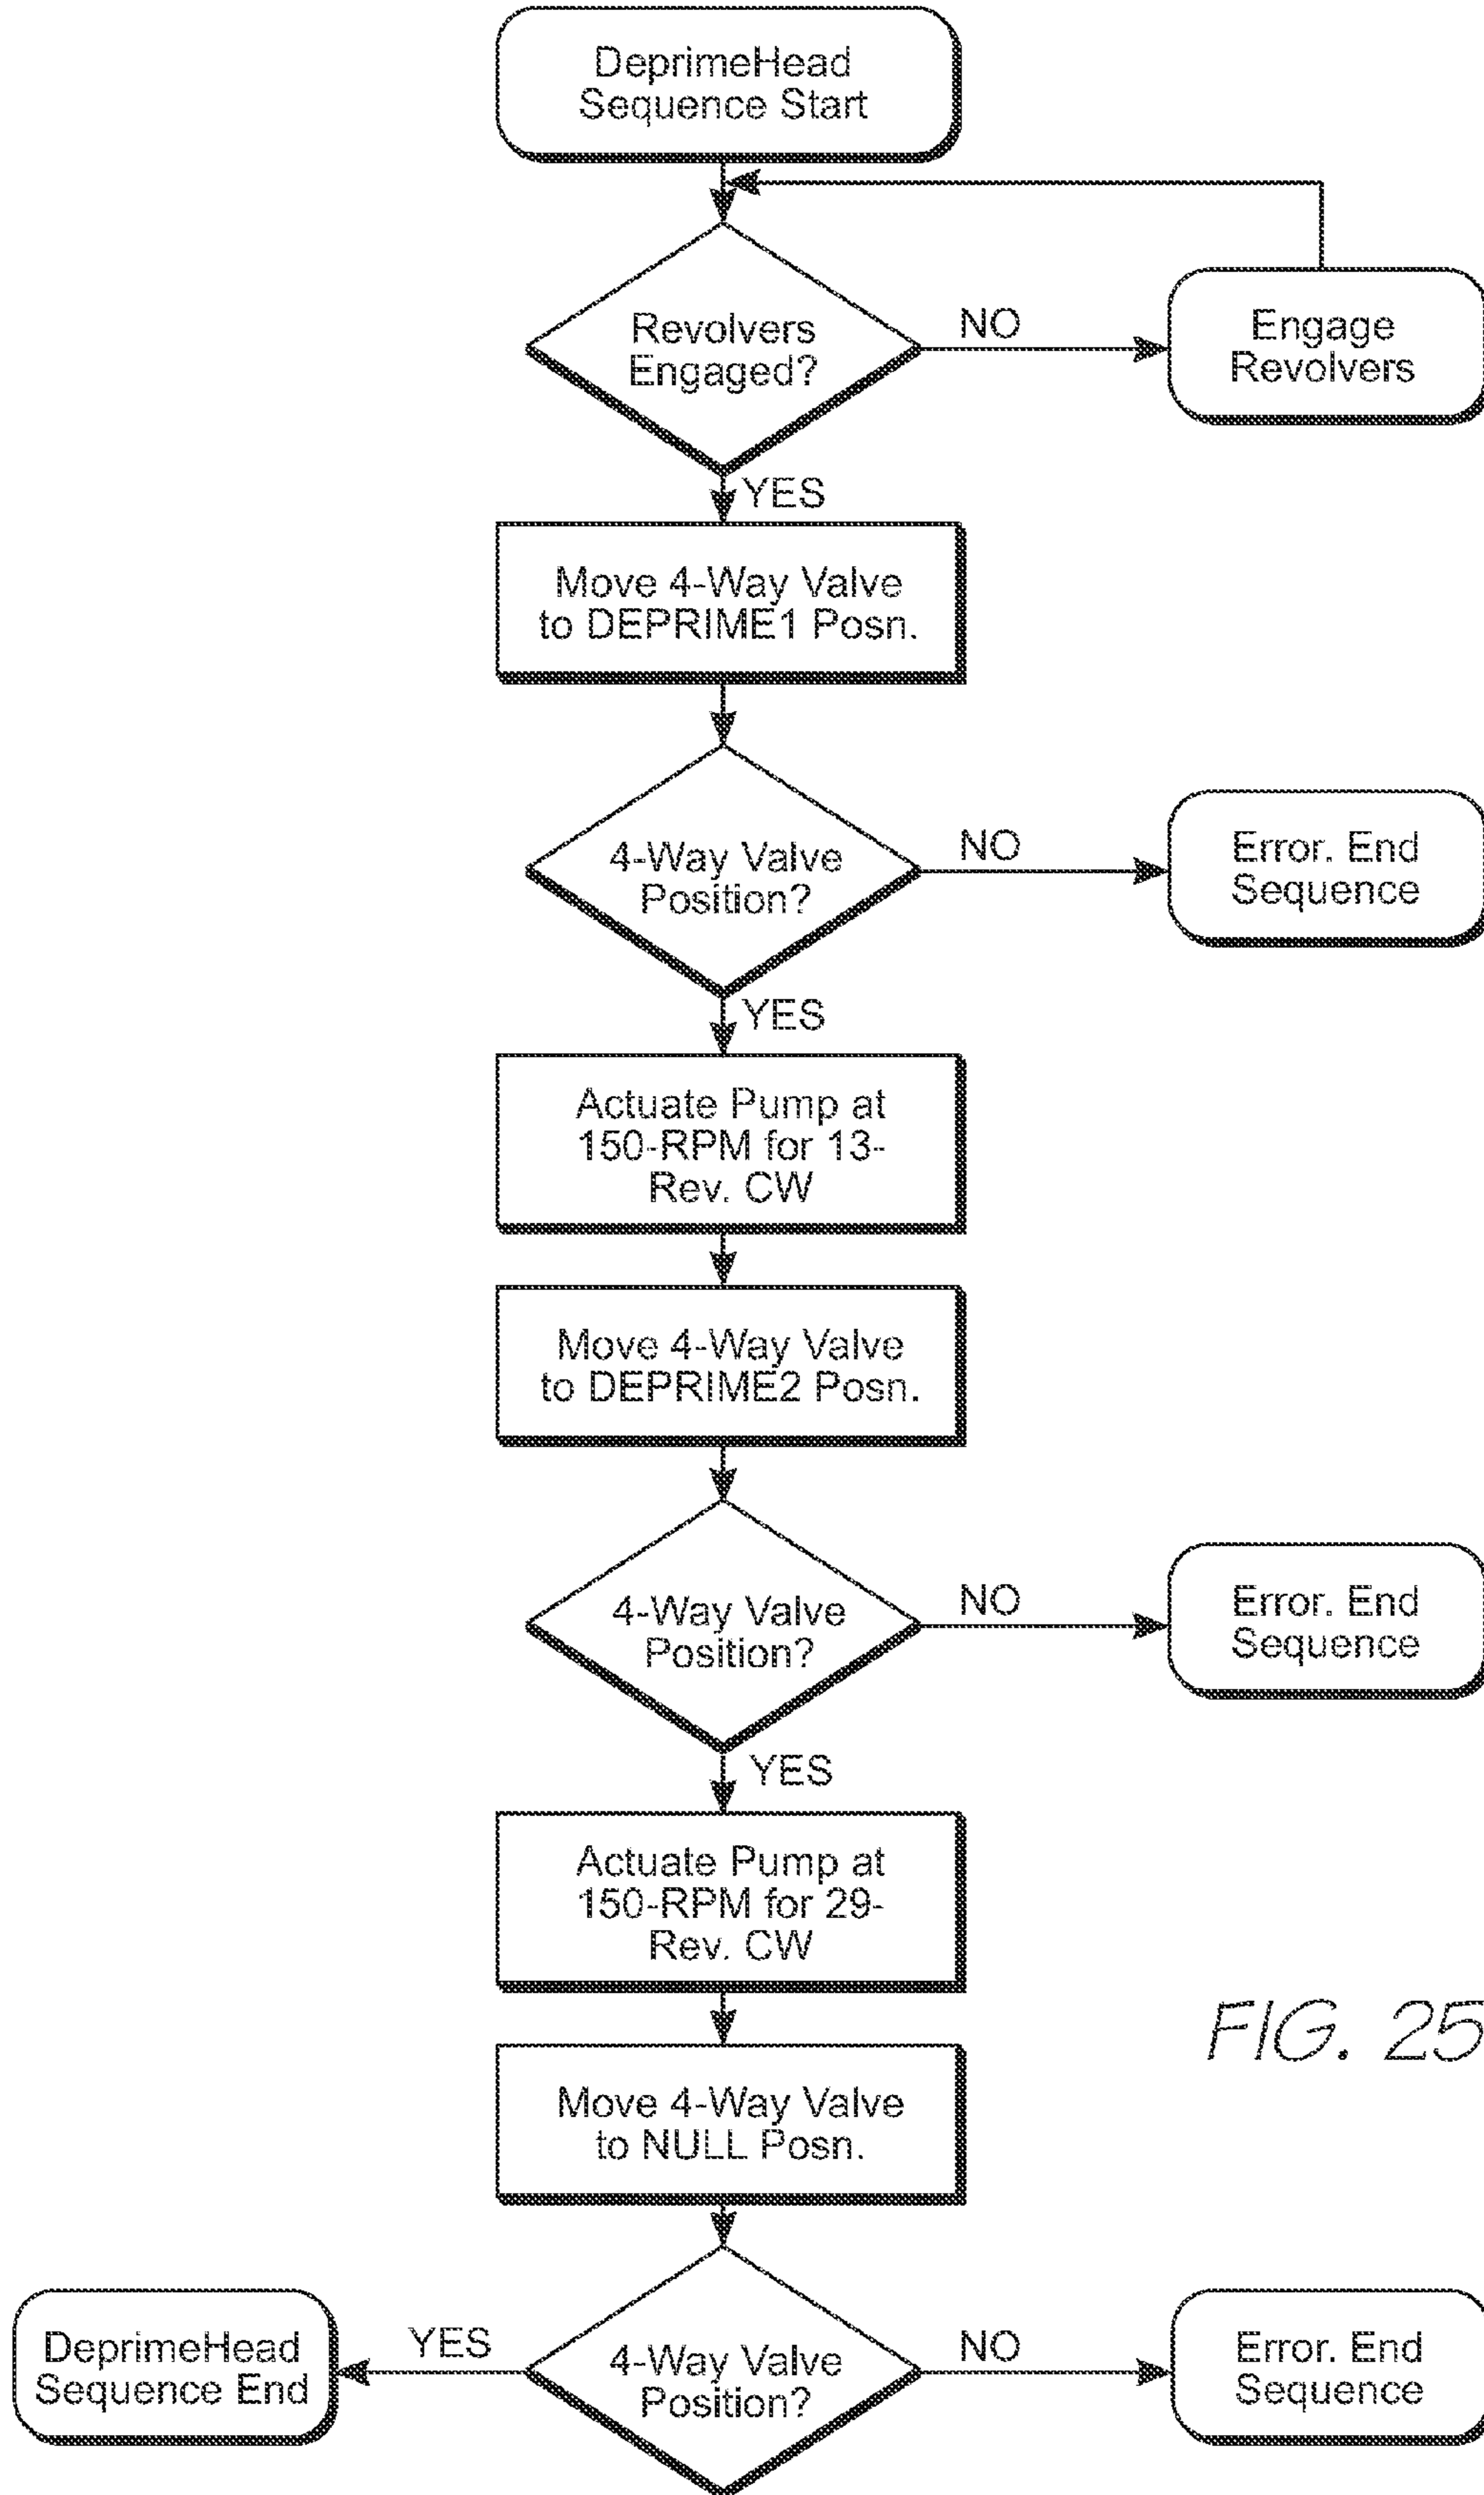 DeprimeHead
Sequence Start
Revolvers
Engaged?
NO
Engage
Revolvers
YES
Move 4-Way Valve
to DEPRIME1 Posn.
4-Way Valve
Position?
NO
Error. End
Sequence
YES
Actuate Pump at
150-RPM for 13-
Rev. CW
Move 4-Way Valve
to DEPRIME2 Posn.
4-Way Valve
Position?
NO
Error. End
Sequence
YES
Actuate Pump at
150-RPM for 29-
Rev. CW
FIG. 25
Move 4-Way Valve
to NULL Posn.
DeprimeHead
Sequence End
YES
4-Way Valve
Position?
NO
Error. End
Sequence